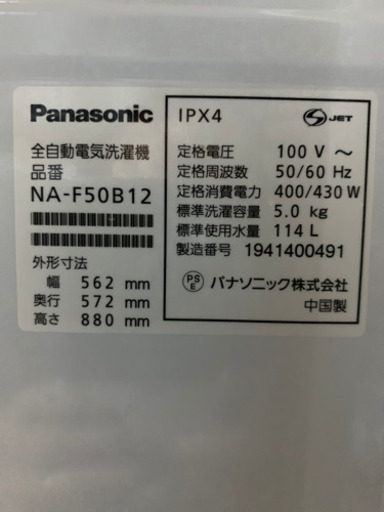 Panasonic
全自動電気洗濯機
品番
NA-F50B12
外形寸法
幅 562 mm
奥行 572 mm
高さ 880 mm
IPX4
S JET
定格電圧 100 V ～
定格周波数 50/60 Hz
定格消費電力 400/430 W
標準洗濯容量 5.0 kg
標準使用水量 114 L
製造番号 1941400491
PS E パナソニック株式会社
中国製